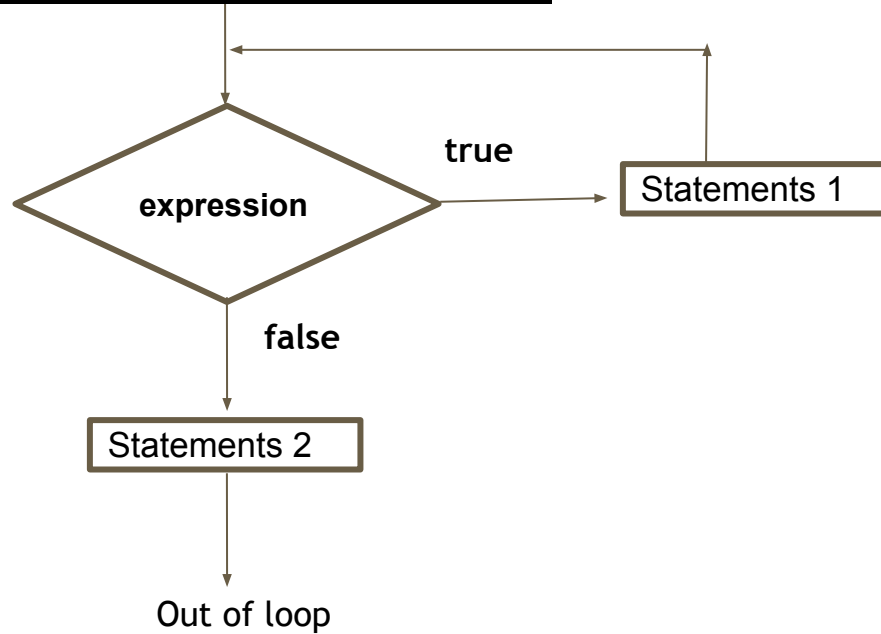 true
Statements 1
expression
false
Statements 2
Out of loop